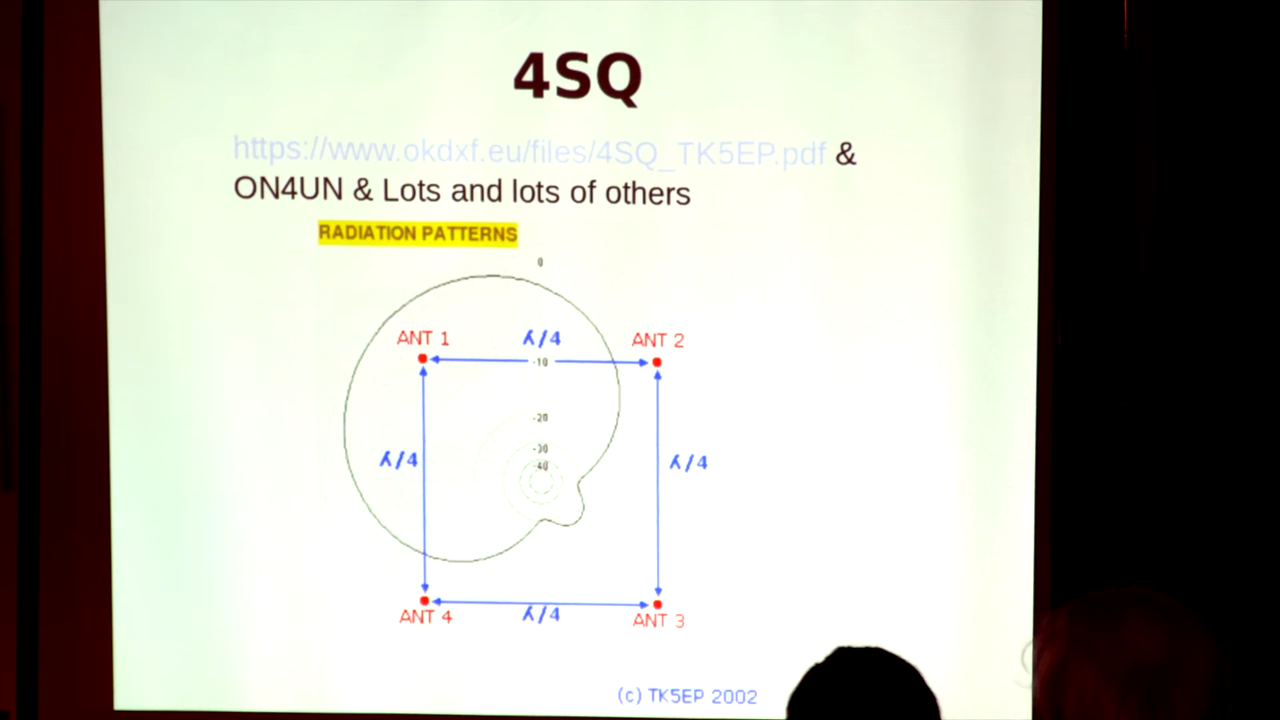 4SQ
https://www.okdxf.eu/files/4SQ_TK5EP.pdf &
ON4UN & Lots and lots of others
RADIATION PATTERNS
0
ANT 1
λ/4
ANT 2
-10
-20
-30
-40
λ/4
λ/4
ANT 4
λ/4
ANT 3
(c) TK5EP 2002